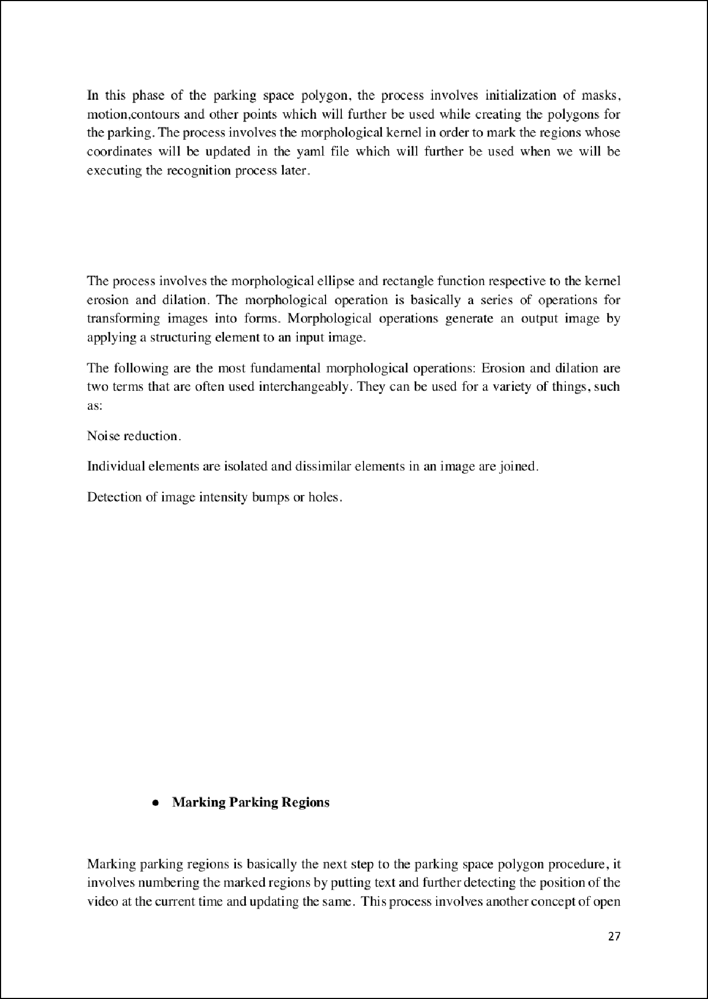 In this phase of the parking space polygon, the process involves initialization of masks,
motion,contours and other points which will further be used while creating the polygons for
the parking. The process involves the morphological kernel in order to mark the regions whose
coordinates will be updated in the yaml file which will further be used when we will be
executing the recognition process later.
The process involves the morphological ellipse and rectangle function respective to the kernel
erosion and dilation. The morphological operation is basically a series of operations for
transforming images into forms. Morphological operations generate an output image by
applying a structuring element to an input image.
The following are the most fundamental morphological operations: Erosion and dilation are
two terms that are often used interchangeably. They can be used for a variety of things, such
as:
Noise reduction.
Individual elements are isolated and dissimilar elements in an image are joined.
Detection of image intensity bumps or holes.
● Marking Parking Regions
Marking parking regions is basically the next step to the parking space polygon procedure, it
involves numbering the marked regions by putting text and further detecting the position of the
video at the current time and updating the same. This process involves another concept of open
27